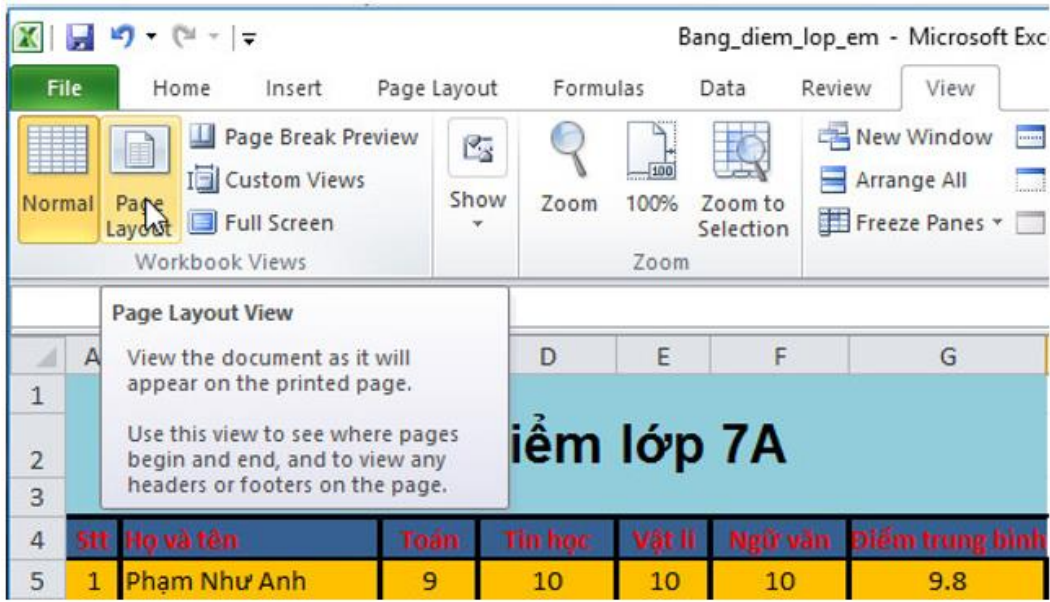 Bang_diem_lop_em - Microsoft Exc
File Home Insert Page Layout Formulas Data Review View
Normal
Page Layout
Page Break Preview
Custom Views
Full Screen
Workbook Views
Show
Zoom
100
100%
Zoom to Selection
Zoom
New Window
Arrange All
Freeze Panes
Page Layout View
View the document as it will
appear on the printed page.
Use this view to see where pages
begin and end, and to view any
headers or footers on the page.
A D E F G
1
2 iểm lớp 7A
3
4 Stt Họ và tên Toán Tin học Vật lí Ngữ văn Điểm trung bình
5 1 Phạm Như Anh 9 10 10 10 9.8